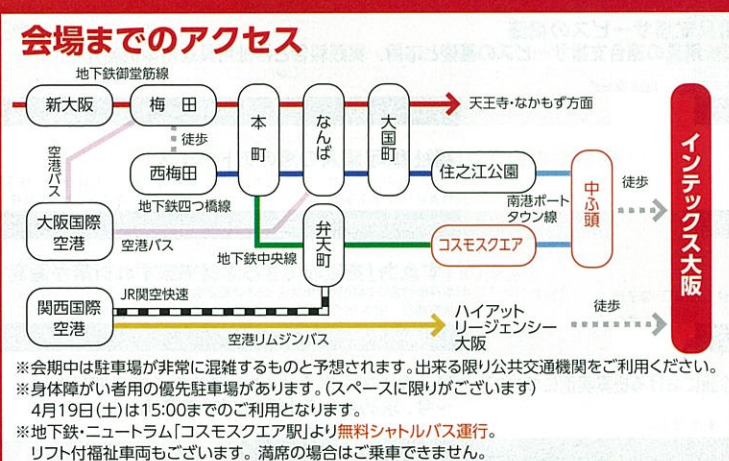 会場までのアクセス
地下鉄御堂筋線
新大阪
梅田
本町
なんば
大国町
天王寺・なかもず方面
徒歩
空港バス
西梅田
住之江公園
中ふ頭
徒歩
インテックス大阪
地下鉄四つ橋線
南港ポート
タウン線
大阪国際
空港
空港バス
地下鉄中央線
弁天町
コスモスクエア
JR関空快速
関西国際
空港
空港リムジンバス
ハイアット
リージェンシー
大阪
徒歩
※会期中は駐車場が非常に混雑するものと予想されます。出来る限り公共交通機関をご利用ください。
※身体障がい者用の優先駐車場があります。(スペースに限りがございます)
4月19日(土)は15:00までのご利用となります。
※地下鉄・ニュートラム「コスモスクエア駅」より無料シャトルバス運行。
リフト付福祉車両もございます。満席の場合はご乗車できません。